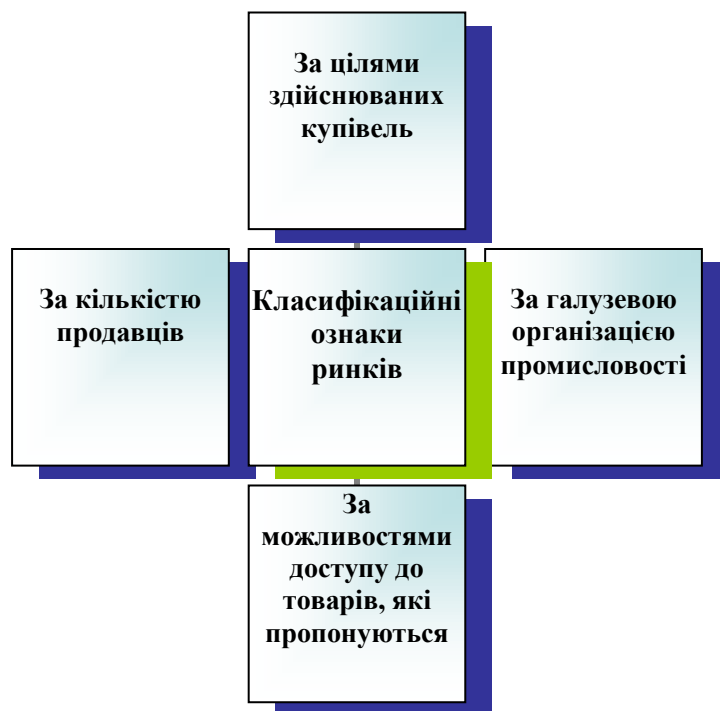 За цілями
здійснюваних
купівель
За кількістю
продавців
Класифікаційні
ознаки
ринків
За галузевою
організацією
промисловості
За
можливостями
доступу до
товарів, які
пропонуються